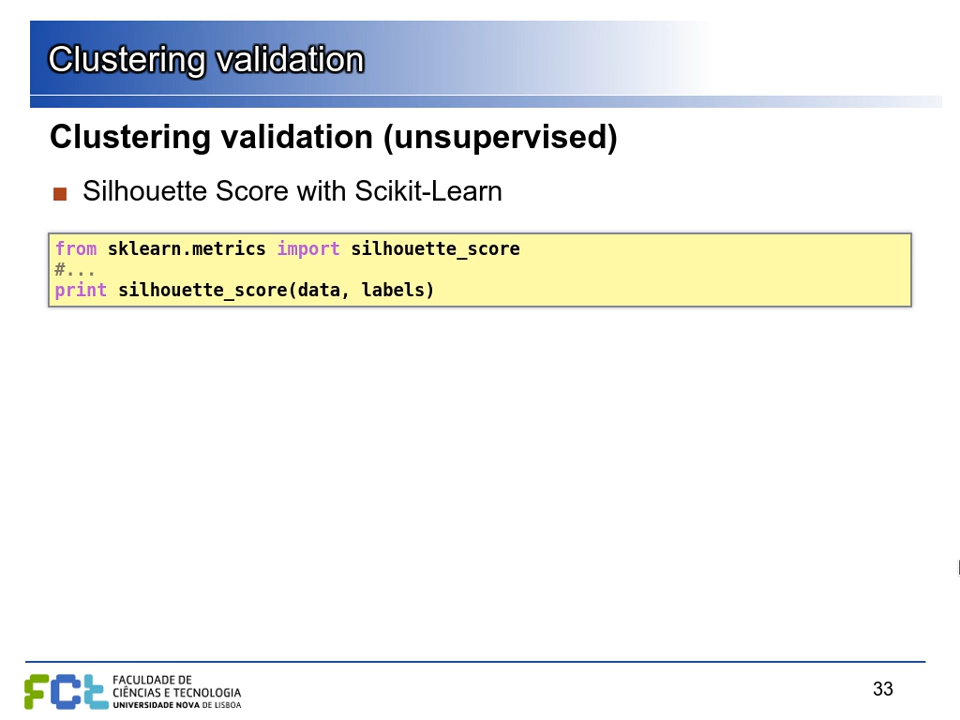 Clustering validation
Clustering validation (unsupervised)
■ Silhouette Score with Scikit-Learn
from sklearn.metrics import silhouette_score
#...
print silhouette_score(data, labels)
FCt FACULDADE DE
CIÊNCIAS E TECNOLOGIA
UNIVERSIDADE NOVA DE LISBOA
33